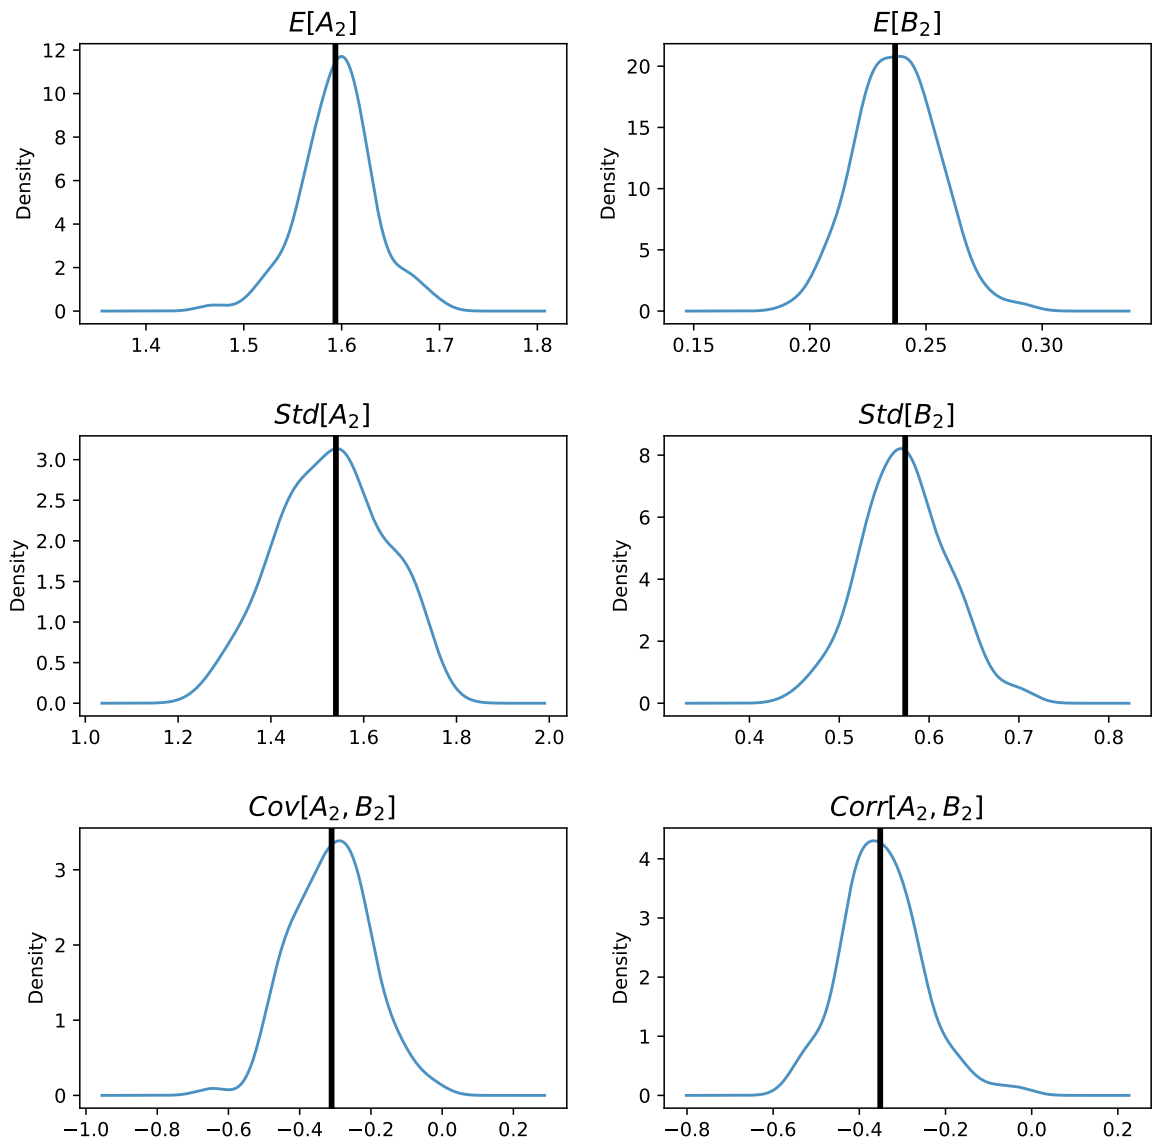 E[A₂]
Density
12
10
8
6
4
2
0
1.4 1.5 1.6 1.7 1.8
E[B₂]
Density
20
15
10
5
0
0.15 0.20 0.25 0.30
Std[A₂]
Density
3.0
2.5
2.0
1.5
1.0
0.5
0.0
1.0 1.2 1.4 1.6 1.8 2.0
Std[B₂]
Density
8
6
4
2
0
0.4 0.5 0.6 0.7 0.8
Cov[A₂, B₂]
Density
3
2
1
0
−1.0 −0.8 −0.6 −0.4 −0.2 0.0 0.2
Corr[A₂, B₂]
Density
4
3
2
1
0
−0.8 −0.6 −0.4 −0.2 0.0 0.2